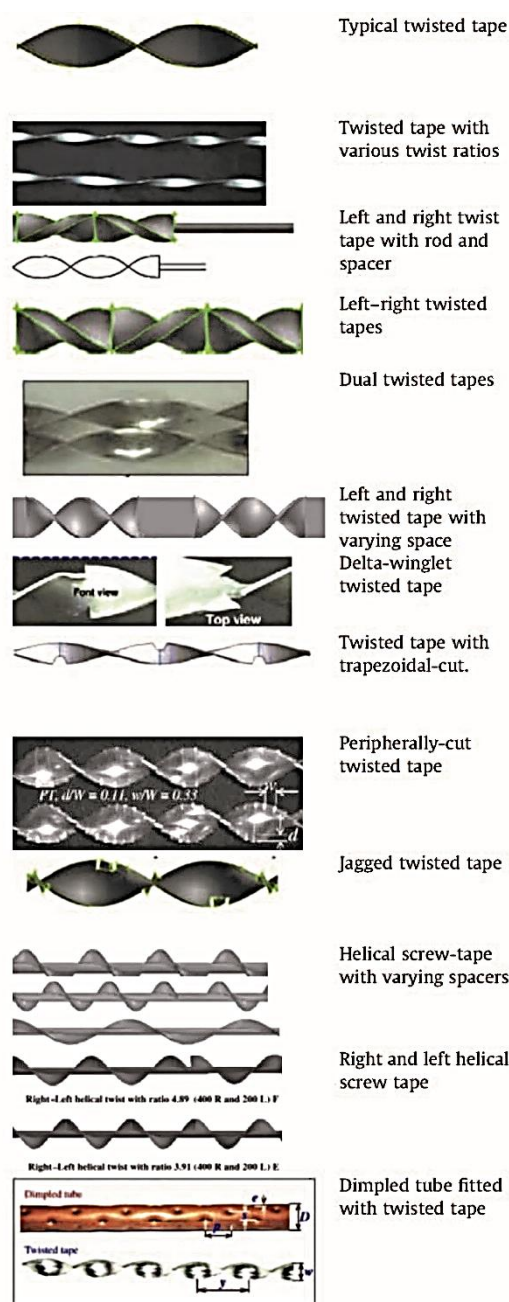 Typical twisted tape
Twisted tape with
various twist ratios
Left and right twist
tape with rod and
spacer
Left–right twisted
tapes
Dual twisted tapes
Left and right
twisted tape with
varying space
Delta-winglet
twisted tape
Font view
Top view
Twisted tape with
trapezoidal-cut.
Peripherally-cut
twisted tape
PT, d/W = 0.11, w/W = 0.33
w
d
Jagged twisted tape
Helical screw-tape
with varying spacers
Right and left helical
screw tape
Right–Left helical twist with ratio 4.89 (400 R and 200 L) F
Right–Left helical twist with ratio 3.91 (400 R and 200 L) E
Dimpled tube fitted
with twisted tape
Dimpled tube
e
s
D
p
Twisted tape
w
y